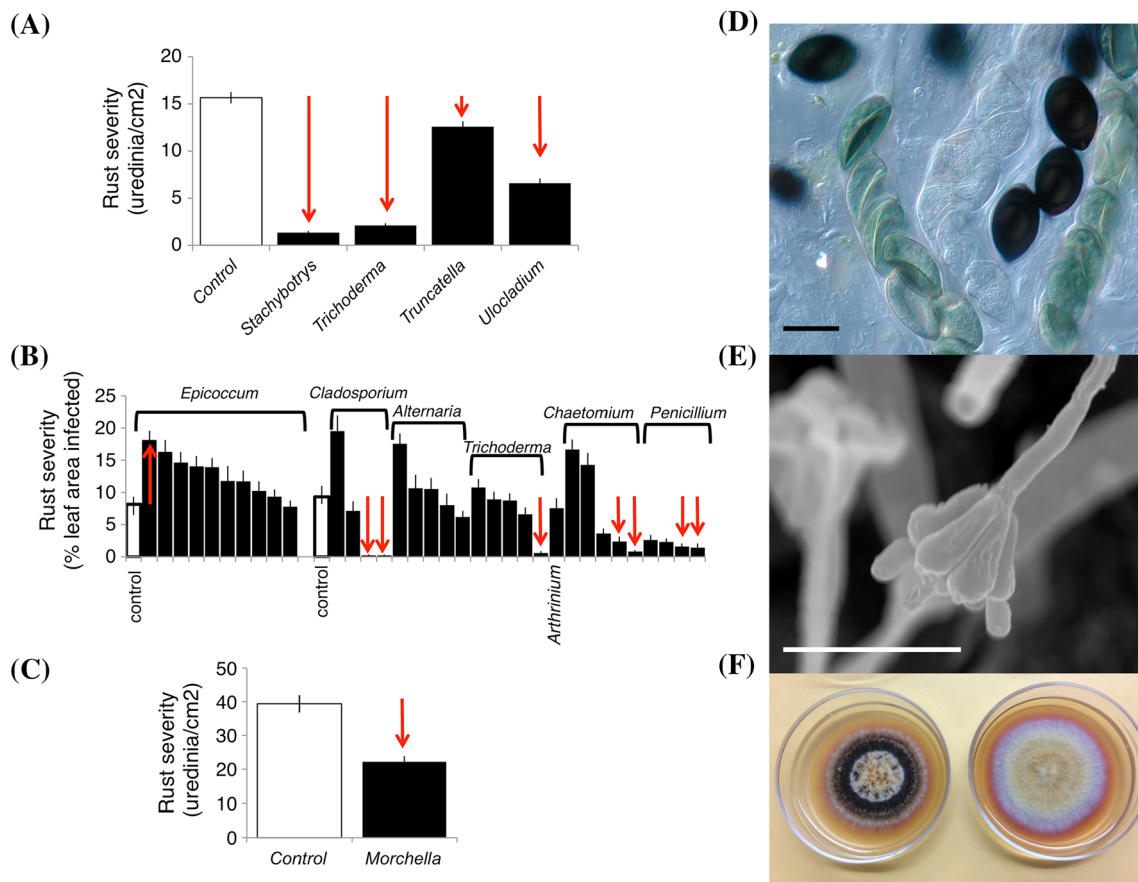 (A)
Rust severity
(uredinia/cm2)
20
15
10
5
0
Control
Stachybotrys
Trichoderma
Truncatella
Ulocladium
(B)
Rust severity
(% leaf area infected)
25
20
15
10
5
0
Epicoccum
Cladosporium
Alternaria
Trichoderma
Chaetomium
Penicillium
control
control
Arthrinium
(C)
Rust severity
(uredinia/cm2)
50
40
30
20
10
0
Control
Morchella
(D)
(E)
(F)